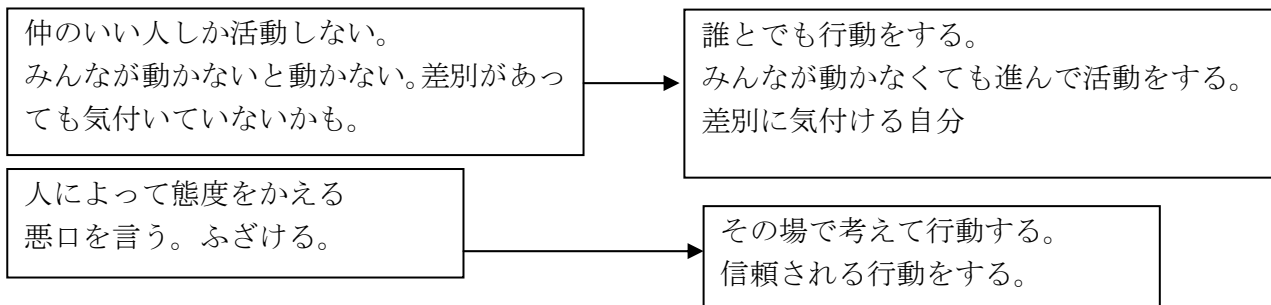 仲のいい人しか活動しない。
みんなが動かないと動かない。差別があっ
ても気付いていないかも。
誰とでも行動をする。
みんなが動かなくても進んで活動をする。
差別に気付ける自分
人によって態度をかえる
悪口を言う。ふざける。
その場で考えて行動する。
信頼される行動をする。